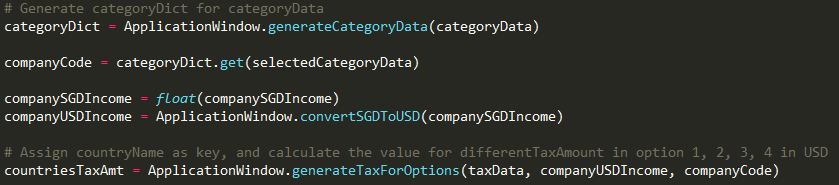 # Generate categoryDict for categoryData
categoryDict = ApplicationWindow.generateCategoryData(categoryData)
companyCode = categoryDict.get(selectedCategoryData)
companySGDIncome = float(companySGDIncome)
companyUSDIncome = ApplicationWindow.convertSGDToUSD(companySGDIncome)
# Assign countryName as key, and calculate the value for differentTaxAmount in option 1, 2, 3, 4 in USD
countriesTaxAmt = ApplicationWindow.generateTaxForOptions(taxData, companyUSDIncome, companyCode)